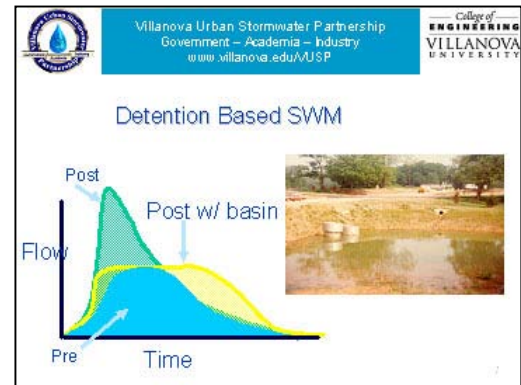 Villanova Urban Stormwater Partnership
Government – Academia – Industry
www.villanova.edu/VUSP
College of
ENGINEERING
VILLANOVA
UNIVERSITY
Detention Based SWM
Post
Post w/ basin
Flow
Pre
Time